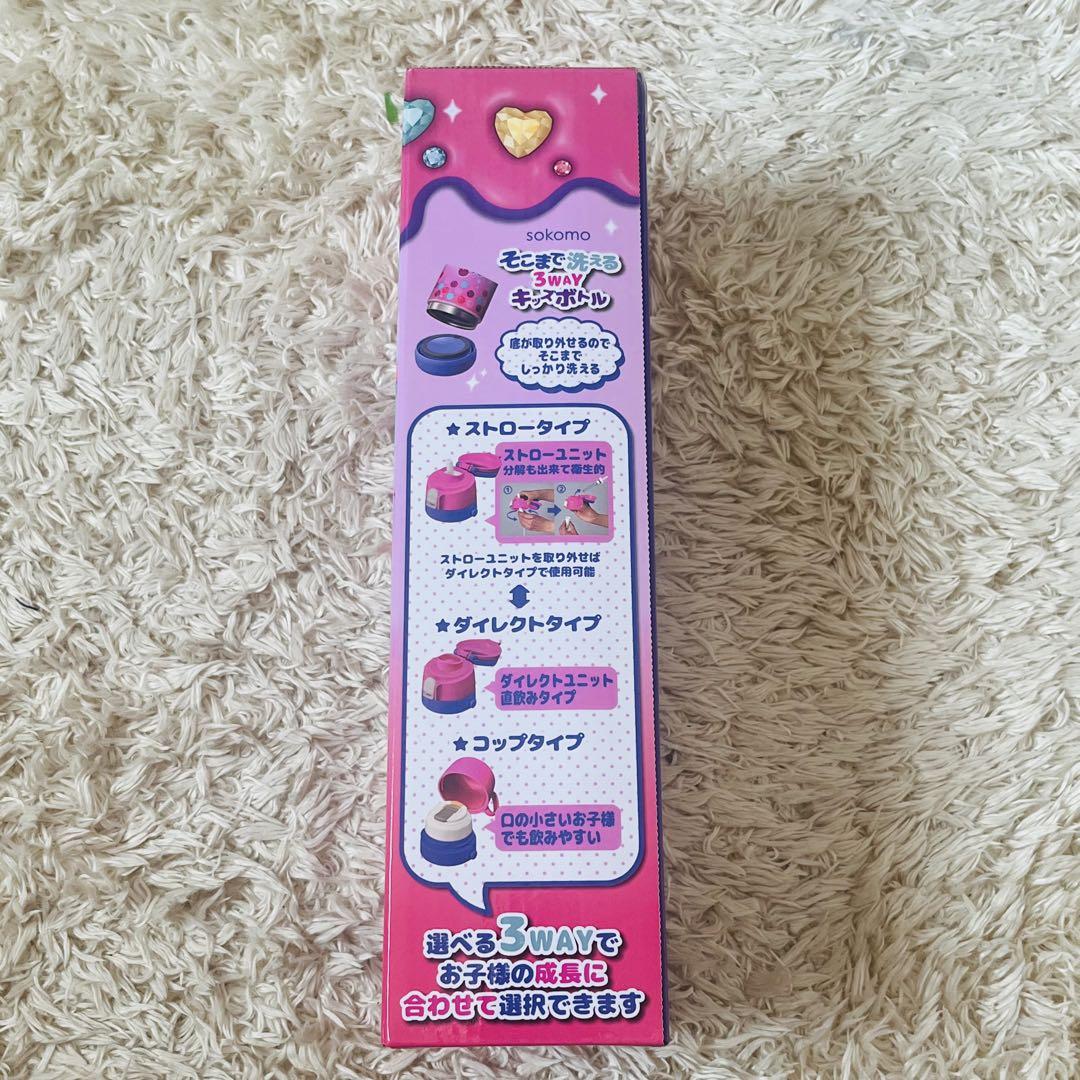 sokomo
そこまで洗える
3WAY
キッズボトル
底が取り外せるので
そこまで
しっかり洗える
★ストロータイプ
ストローユニット
分解も出来て衛生的
① ②
ストローユニットを取り外せば
ダイレクトタイプで使用可能
★ダイレクトタイプ
ダイレクトユニット
直飲みタイプ
★コップタイプ
口の小さいお子様
でも飲みやすい
選べる3WAYで
お子様の成長に
合わせて選択できます